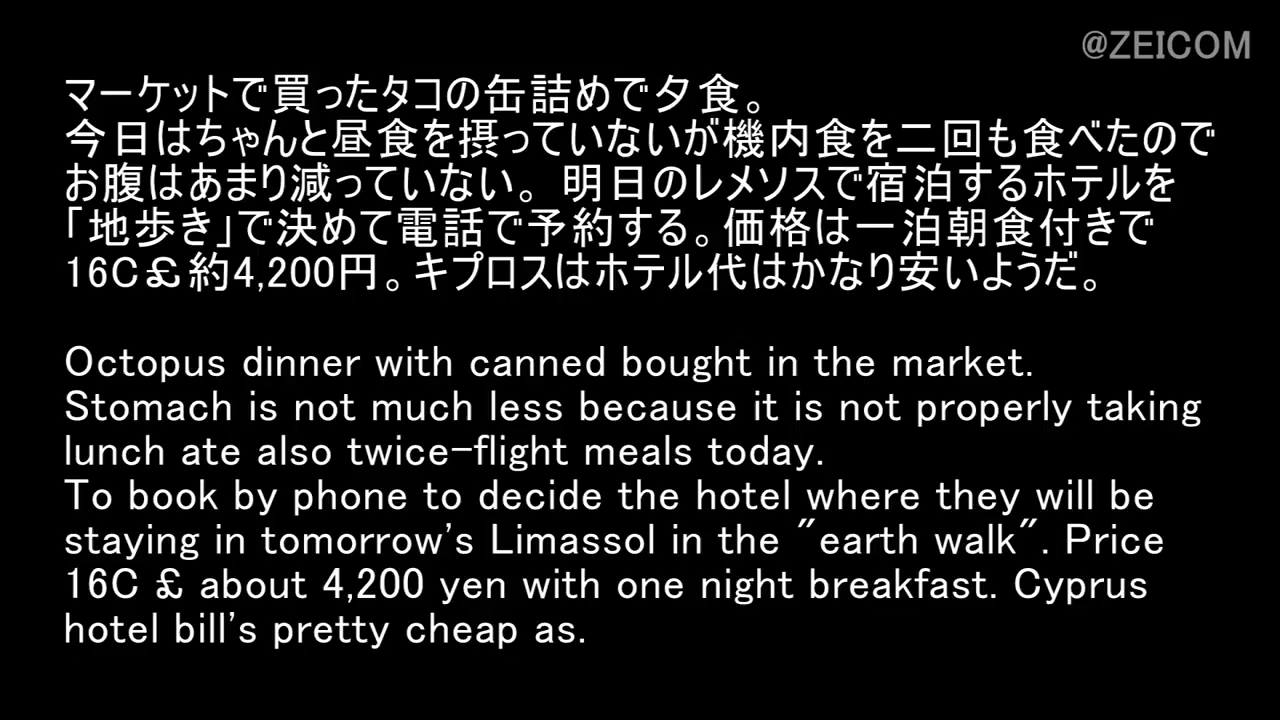 @ZEICOM
マーケットで買ったタコの缶詰めで夕食。
今日はちゃんと昼食を摂っていないが機内食を二回も食べたので
お腹はあまり減っていない。明日のレメソスで宿泊するホテルを
「地歩き」で決めて電話で予約する。価格は一泊朝食付きで
16C￡約4,200円。キプロスはホテル代はかなり安いようだ。
Octopus dinner with canned bought in the market.
Stomach is not much less because it is not properly taking
lunch ate also twice-flight meals today.
To book by phone to decide the hotel where they will be
staying in tomorrow's Limassol in the "earth walk". Price
16C ￡ about 4,200 yen with one night breakfast. Cyprus
hotel bill's pretty cheap as.